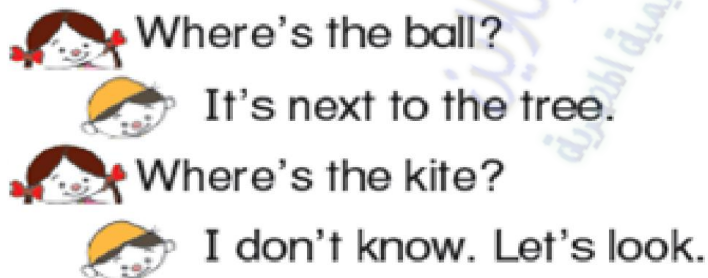 Where's the ball?
It's next to the tree.
Where's the kite?
I don't know. Let's look.